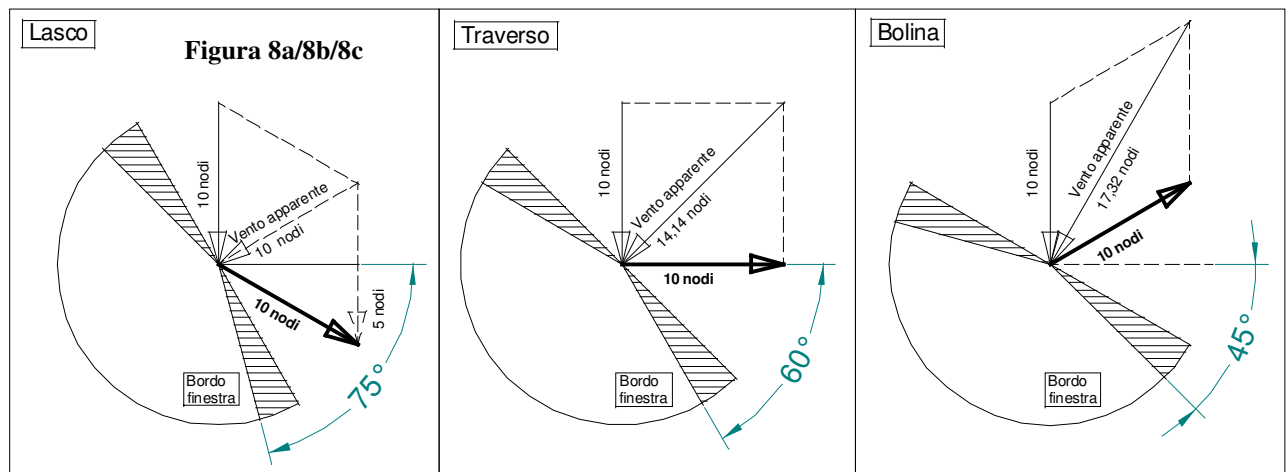 Lasco
Figura 8a/8b/8c
10 nodi
Vento apparente
10 nodi
10 nodi
5 nodi
75°
Bordo
finestra
Traverso
10 nodi
Vento apparente
14,14 nodi
10 nodi
60°
Bordo
finestra
Bolina
10 nodi
Vento apparente
17,32 nodi
10 nodi
45°
Bordo
finestra